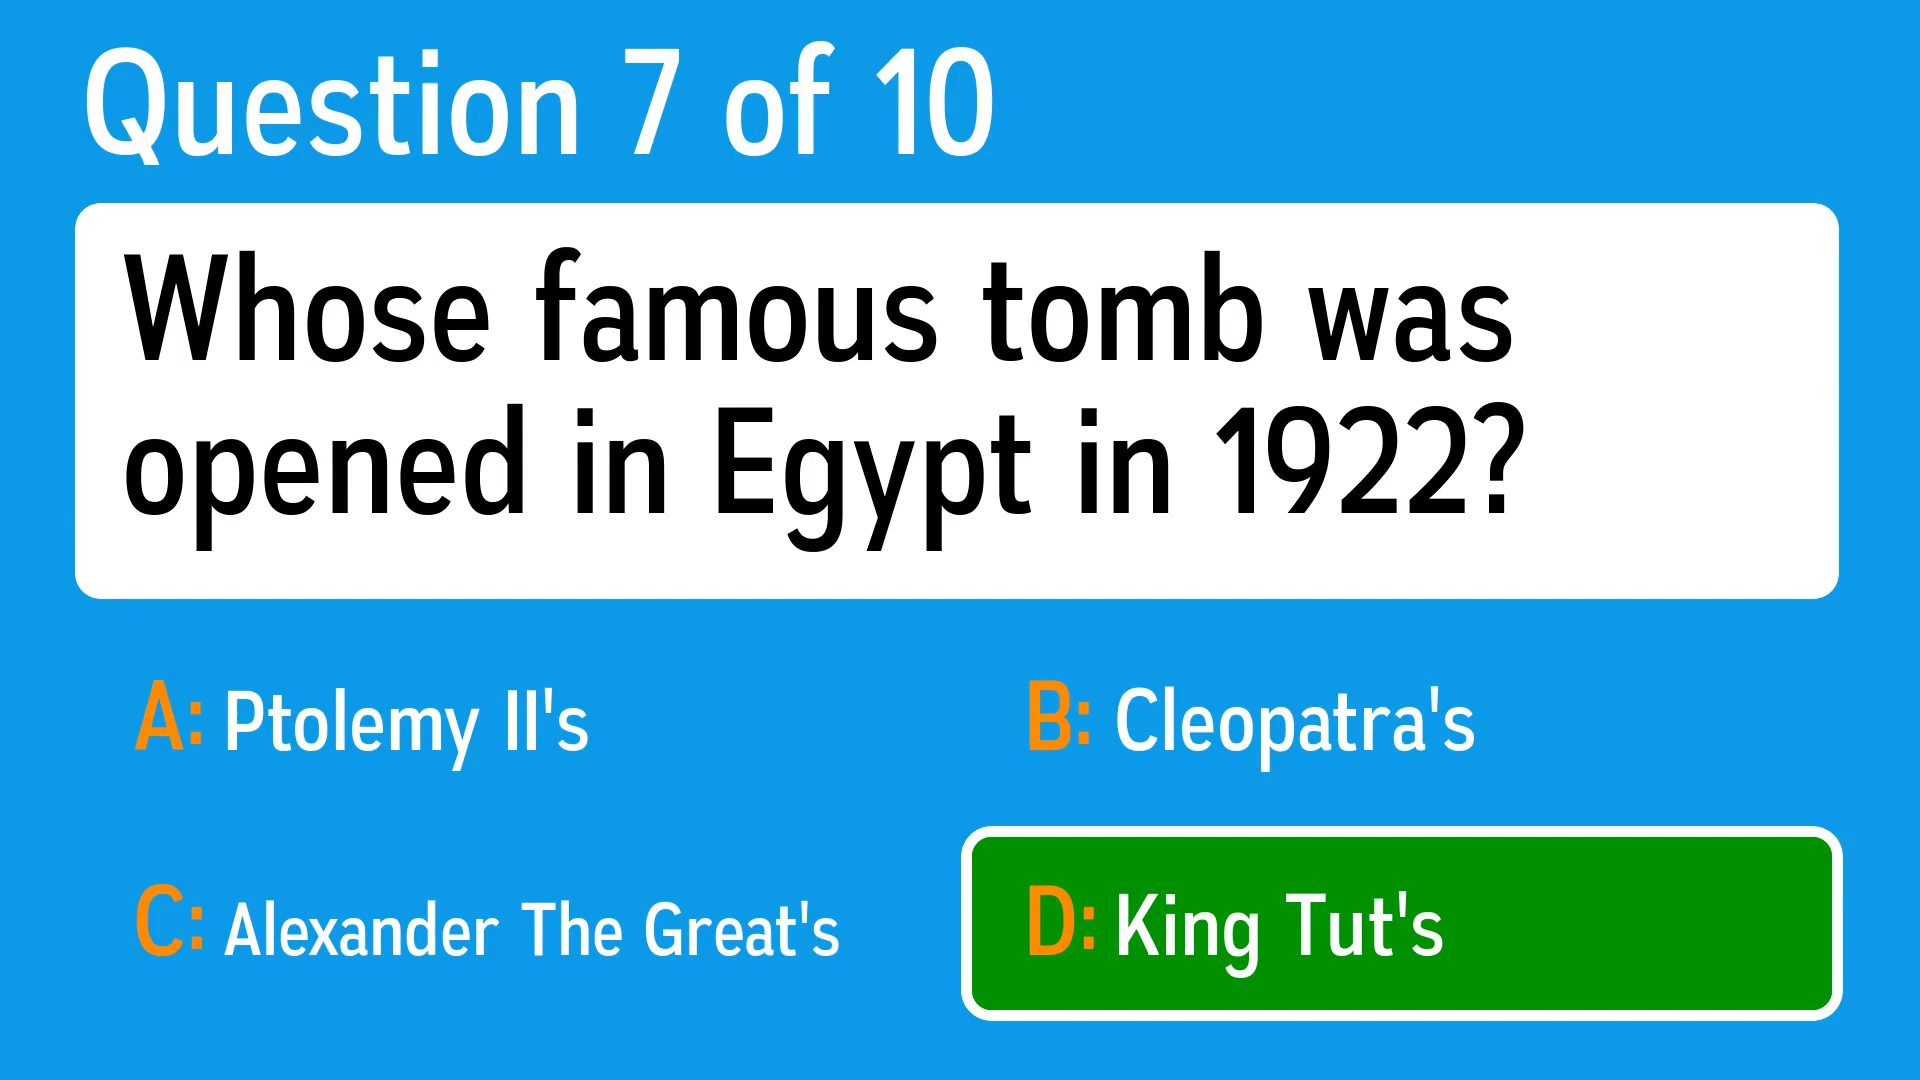 Question 7 of 10
Whose famous tomb was
opened in Egypt in 1922?
A: Ptolemy II's
B: Cleopatra's
C: Alexander The Great's
D: King Tut's